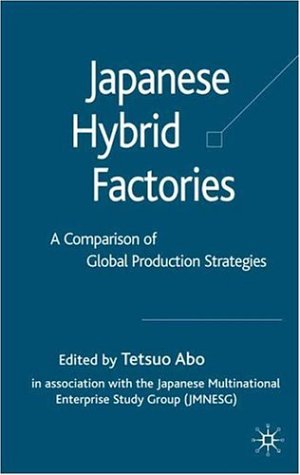 Japanese
Hybrid
Factories
A Comparison of
Global Production Strategies
Edited by Tetsuo Abo
in association with the Japanese Multinational
Enterprise Study Group (JMNESG)